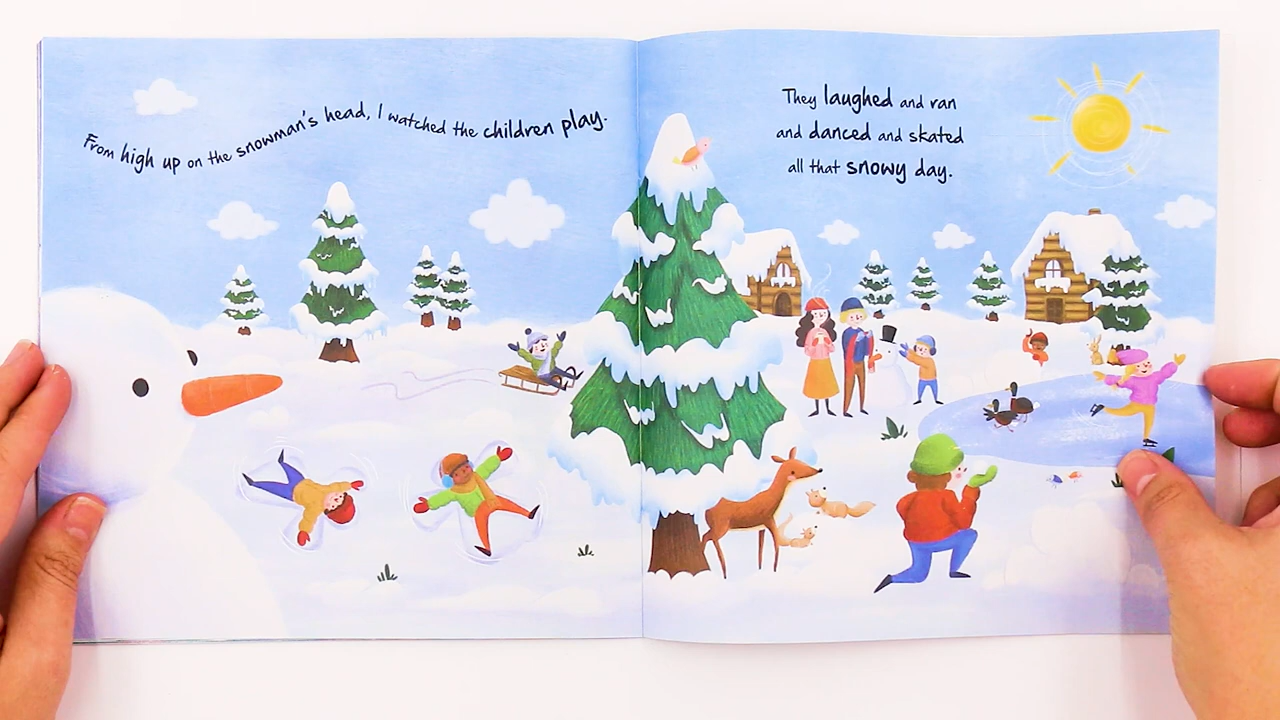 From high up on the snowman's head, I watched the children play.
They laughed and ran
and danced and skated
all that snowy day.